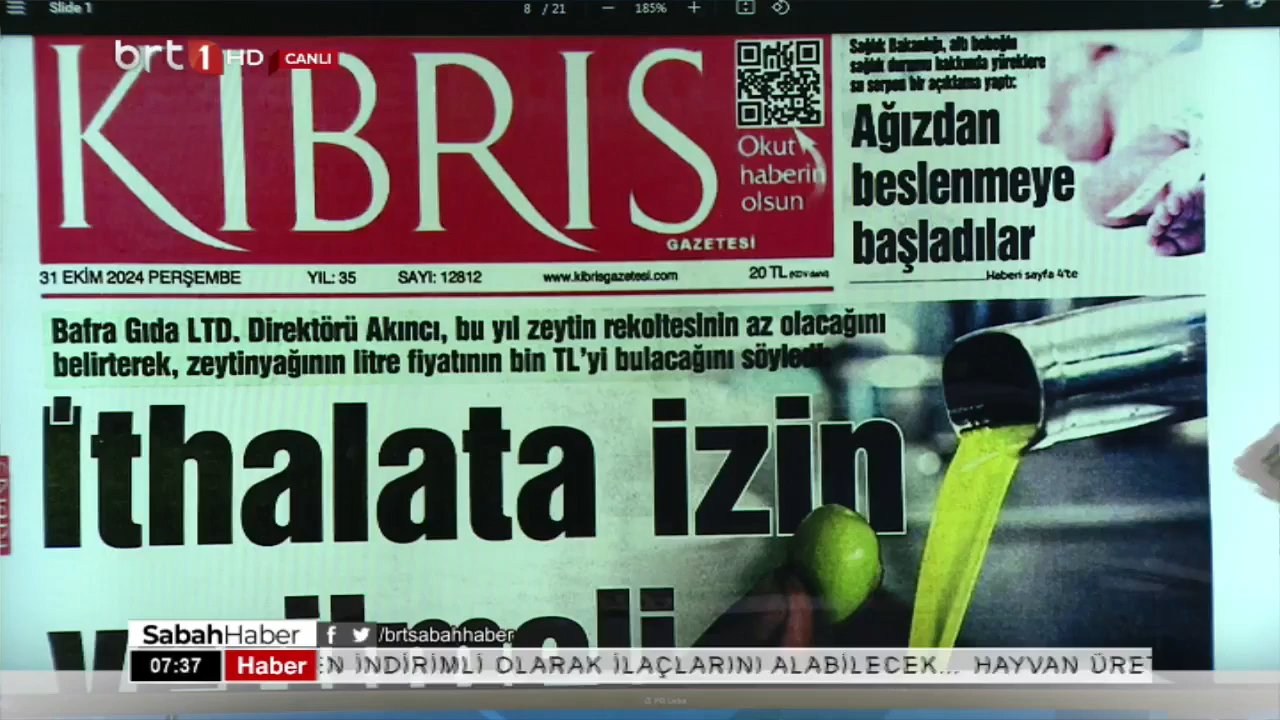 Slide 1
8 / 21
185%
brt 1 HD CANLI
KIBRIS
GAZETESİ
Okut
haberin
olsun
Sağlık Bakanlığı, altı bebeğin
sağlık durumu hakkında yüreklere
su serpen bir açıklama yaptı:
Ağızdan
beslenmeye
başladılar
Haberi sayfa 4'te
31 EKİM 2024 PERŞEMBE YIL: 35 SAYI: 12812 www.kibrisgazetesi.com 20 TL
Bafra Gıda LTD. Direktörü Akıncı, bu yıl zeytin rekoltesinin az olacağını
belirterek, zeytinyağının litre fiyatının bin TL'yi bulacağını söyledi
İthalata izin
SabahHaber /brtsabahhaber
07:37 Haber EN İNDİRİMLİ OLARAK İLAÇLARINI ALABİLECEK... HAYVAN ÜRE